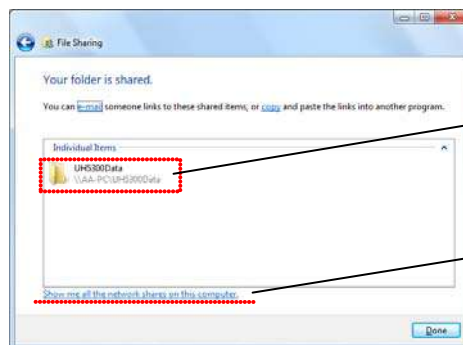 File Sharing
Your folder is shared.
You can e-mail someone links to these shared items, or copy and paste the links into another program.
Individual Items
UH5300Data
\\AA-PC\UH5300Data
Show me all the network shares on this computer.
Done